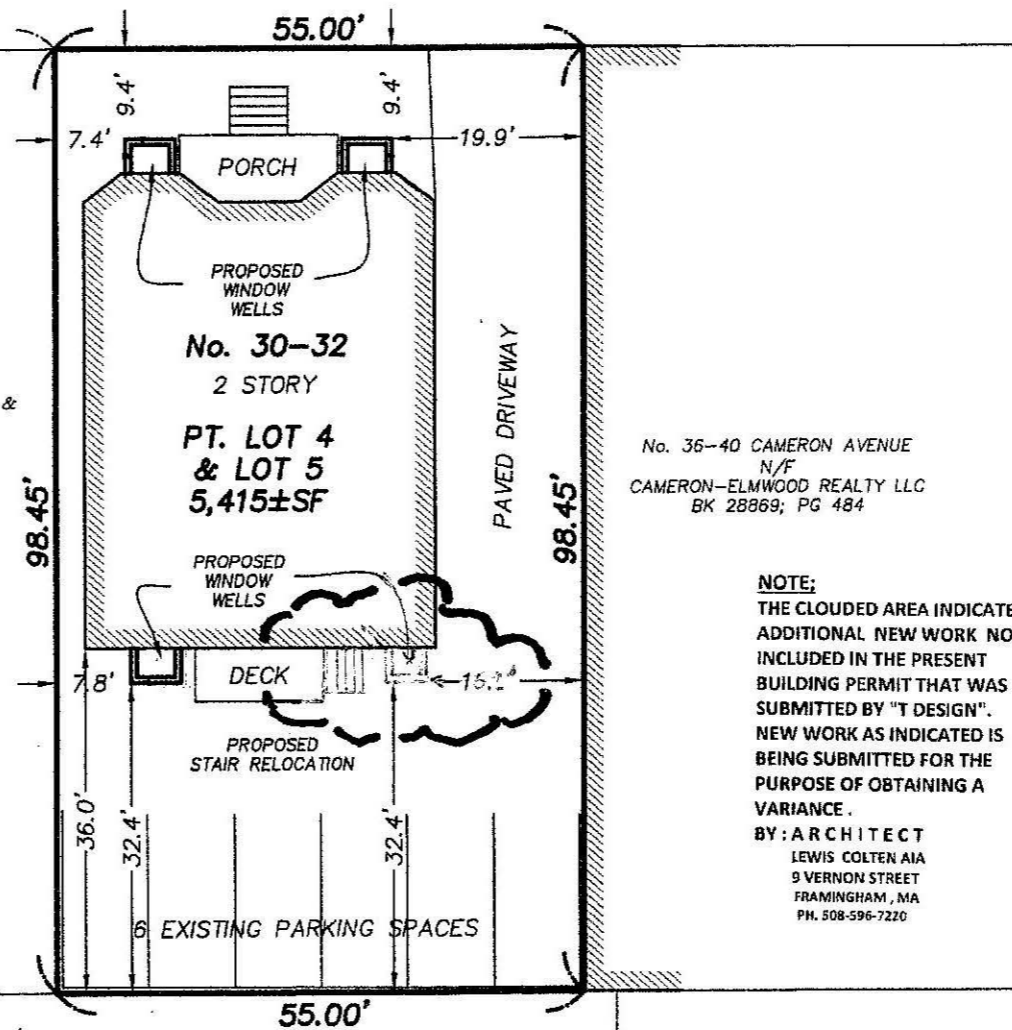 55.00'
9.4'
9.4'
7.4'
19.9'
PORCH
PROPOSED
WINDOW
WELLS
No. 30-32
2 STORY
PT. LOT 4
& LOT 5
5,415±SF
&
98.45'
PAVED DRIVEWAY
98.45'
No. 36-40 CAMERON AVENUE
N/F
CAMERON-ELMWOOD REALTY LLC
BK 28869; PG 484
PROPOSED
WINDOW
WELLS
7.8'
DECK
PROPOSED
STAIR RELOCATION
36.0'
32.4'
32.4'
6 EXISTING PARKING SPACES
55.00'
NOTE:
THE CLOUDED AREA INDICATE
ADDITIONAL NEW WORK NO
INCLUDED IN THE PRESENT
BUILDING PERMIT THAT WAS
SUBMITTED BY "T DESIGN".
NEW WORK AS INDICATED IS
BEING SUBMITTED FOR THE
PURPOSE OF OBTAINING A
VARIANCE.
BY: ARCHITECT
LEWIS COLTEN AIA
9 VERNON STREET
FRAMINGHAM, MA
PH. 508-596-7220